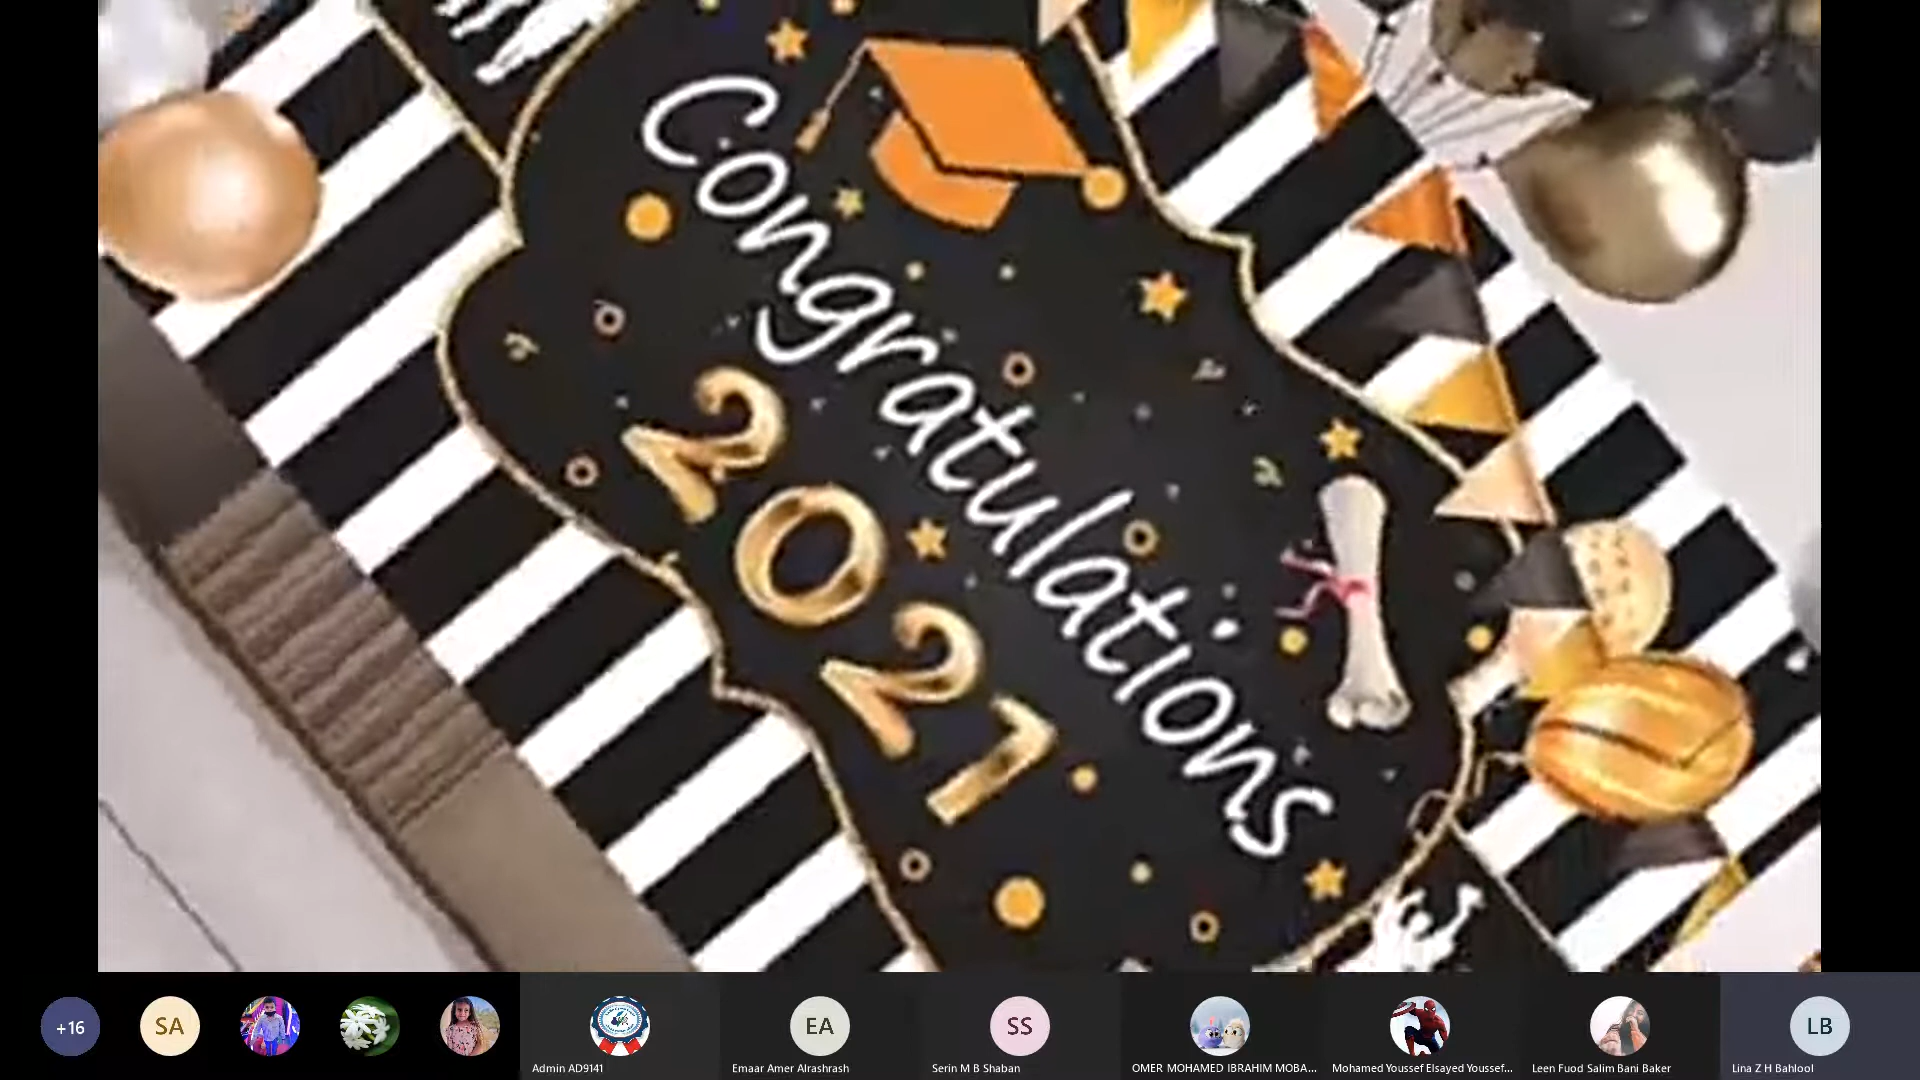 Congratulations
2021
+16
SA
EA
SS
LB
Admin AD9141
Emaar Amer Alrashrash
Serin M B Shaban
OMER MOHAMED IBRAHIM MOBA...
Mohamed Youssef Elsayed Youssef...
Leen Fuod Salim Bani Baker
Lina Z H Bahlool